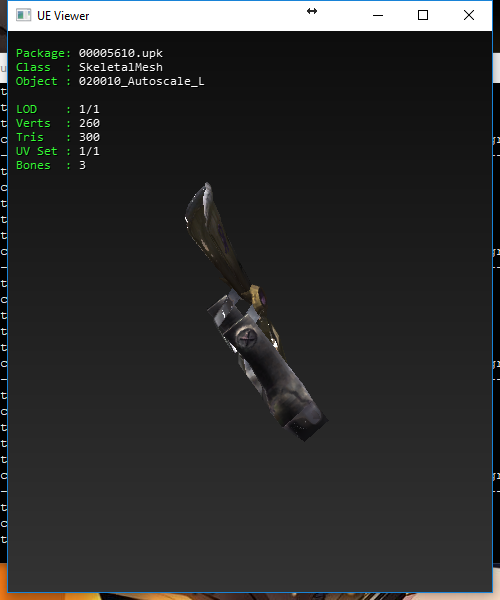 UE Viewer
Package: 00005610.upk
Class : SkeletalMesh
Object : 020010_Autoscale_L
LOD : 1/1
Verts : 260
Tris : 300
UV Set : 1/1
Bones : 3